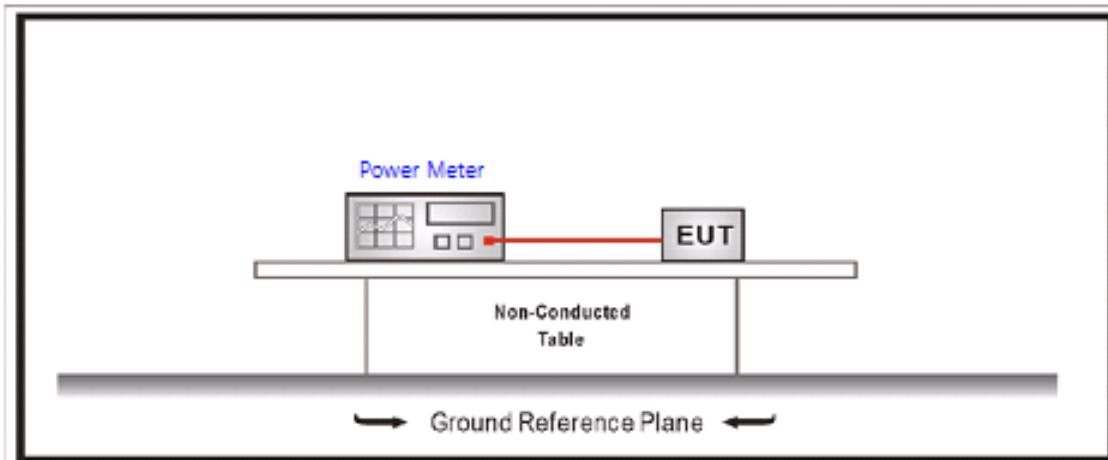 Power Meter
EUT
Non-Conducted
Table
Ground Reference Plane